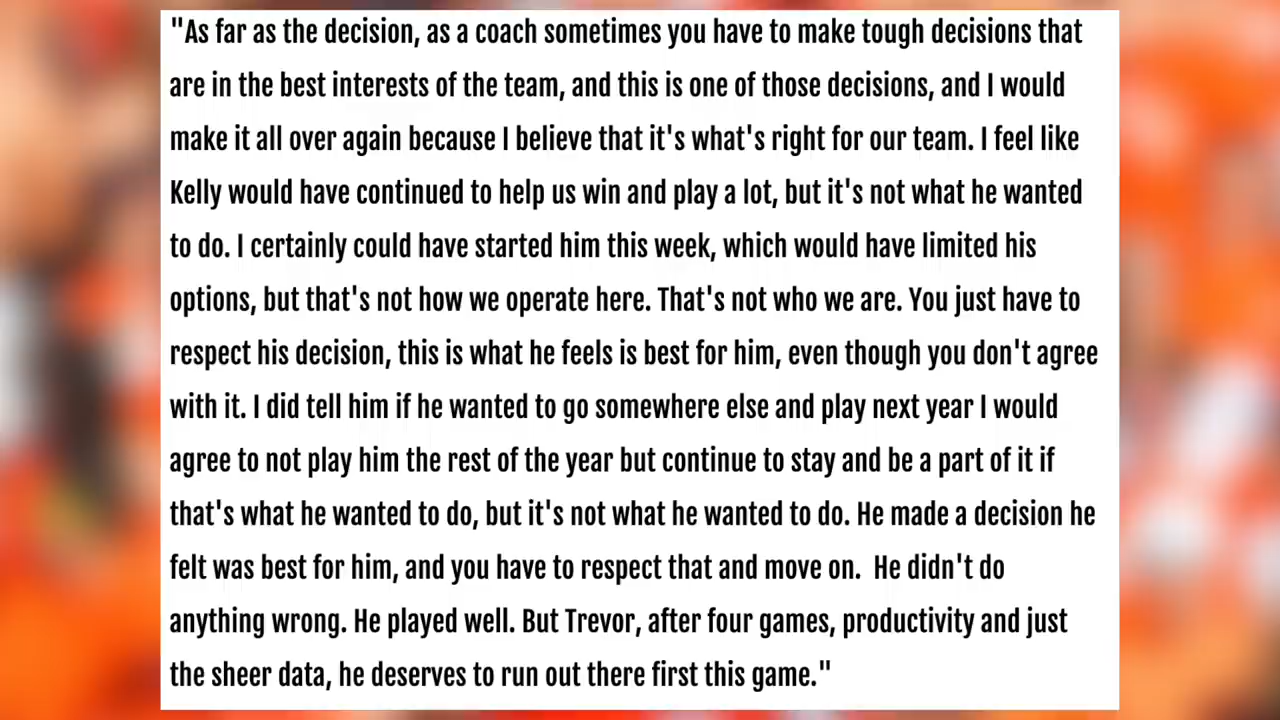 "As far as the decision, as a coach sometimes you have to make tough decisions that
are in the best interests of the team, and this is one of those decisions, and I would
make it all over again because I believe that it's what's right for our team. I feel like
Kelly would have continued to help us win and play a lot, but it's not what he wanted
to do. I certainly could have started him this week, which would have limited his
options, but that's not how we operate here. That's not who we are. You just have to
respect his decision, this is what he feels is best for him, even though you don't agree
with it. I did tell him if he wanted to go somewhere else and play next year I would
agree to not play him the rest of the year but continue to stay and be a part of it if
that's what he wanted to do, but it's not what he wanted to do. He made a decision he
felt was best for him, and you have to respect that and move on.  He didn't do
anything wrong. He played well. But Trevor, after four games, productivity and just
the sheer data, he deserves to run out there first this game."